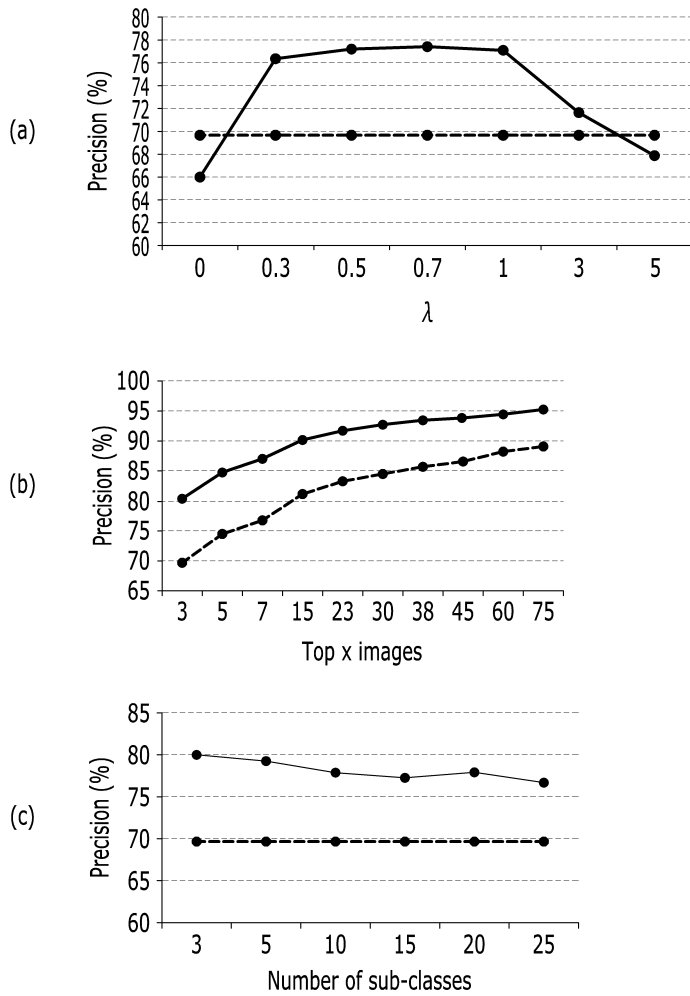 (a)
Precision (%)
80
78
76
74
72
70
68
66
64
62
60
0 0.3 0.5 0.7 1 3 5
λ
(b)
Precision (%)
100
95
90
85
80
75
70
65
3 5 7 15 23 30 38 45 60 75
Top x images
(c)
Precision (%)
85
80
75
70
65
60
3 5 10 15 20 25
Number of sub-classes